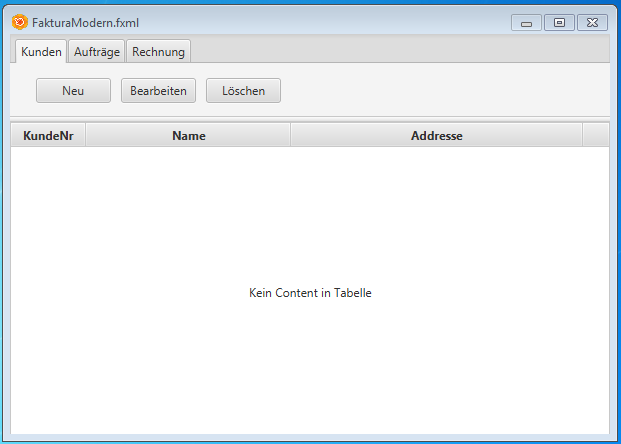 FakturaModern.fxml
Kunden Aufträge Rechnung
Neu Bearbeiten Löschen
KundeNr Name Addresse
Kein Content in Tabelle